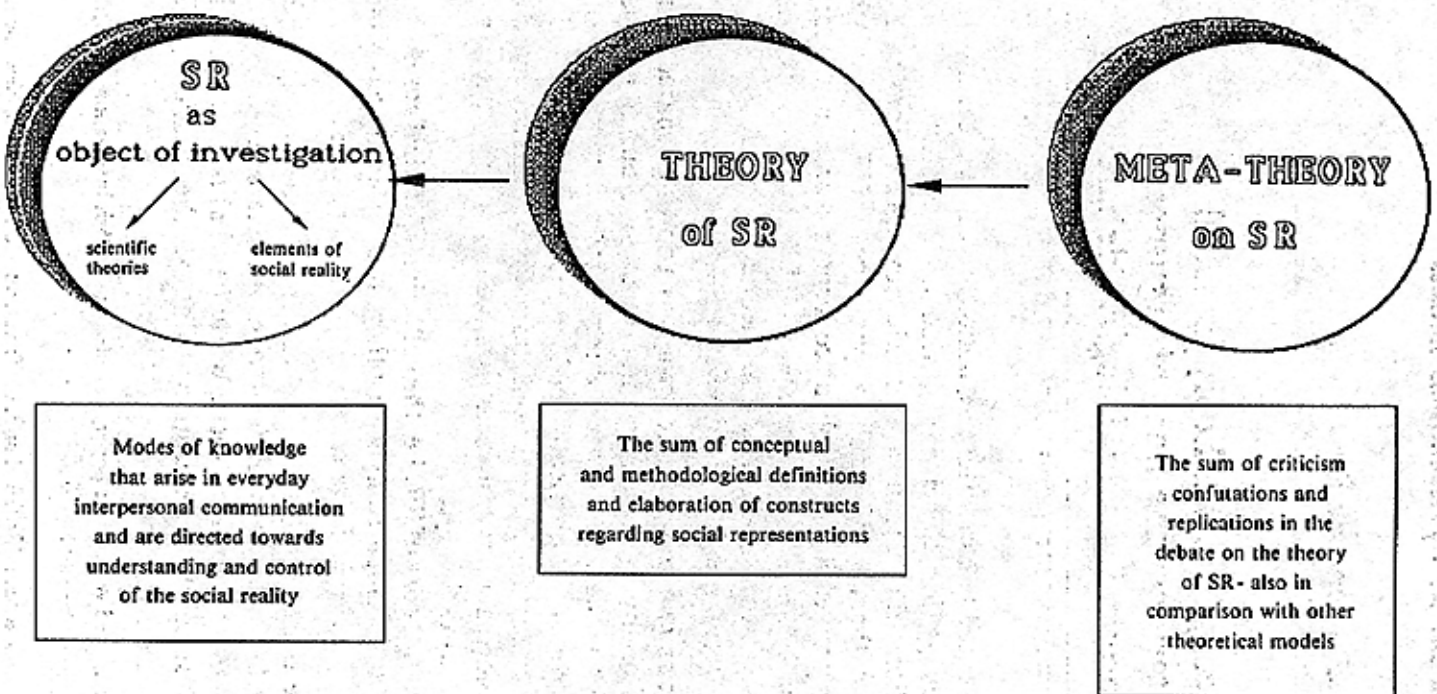 SR
as
object of investigation
scientific
theories
elements of
social reality
THEORY
of SR
META-THEORY
on SR
Modes of knowledge
that arise in everyday
interpersonal communication
and are directed towards
understanding and control
of the social reality
The sum of conceptual
and methodological definitions
and elaboration of constructs
regarding social representations
The sum of criticism
confutations and
replications in the
debate on the theory
of SR- also in
comparison with other
theoretical models